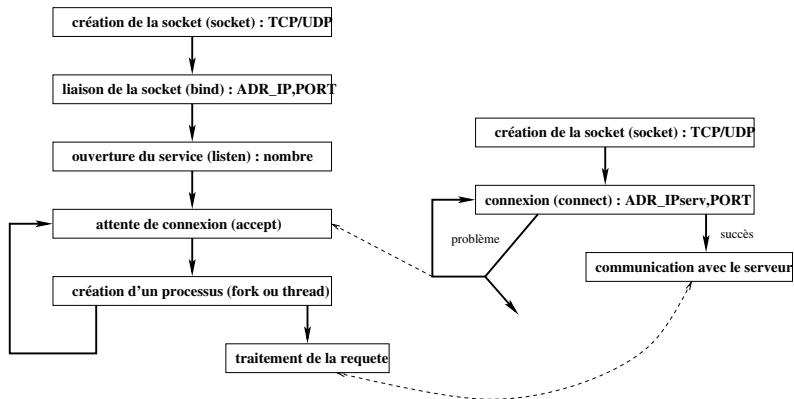 création de la socket (socket) : TCP/UDP
liaison de la socket (bind) : ADR_IP,PORT
ouverture du service (listen) : nombre
attente de connexion (accept)
création d'un processus (fork ou thread)
traitement de la requete
création de la socket (socket) : TCP/UDP
connexion (connect) : ADR_IPserv,PORT
problème
succès
communication avec le serveur